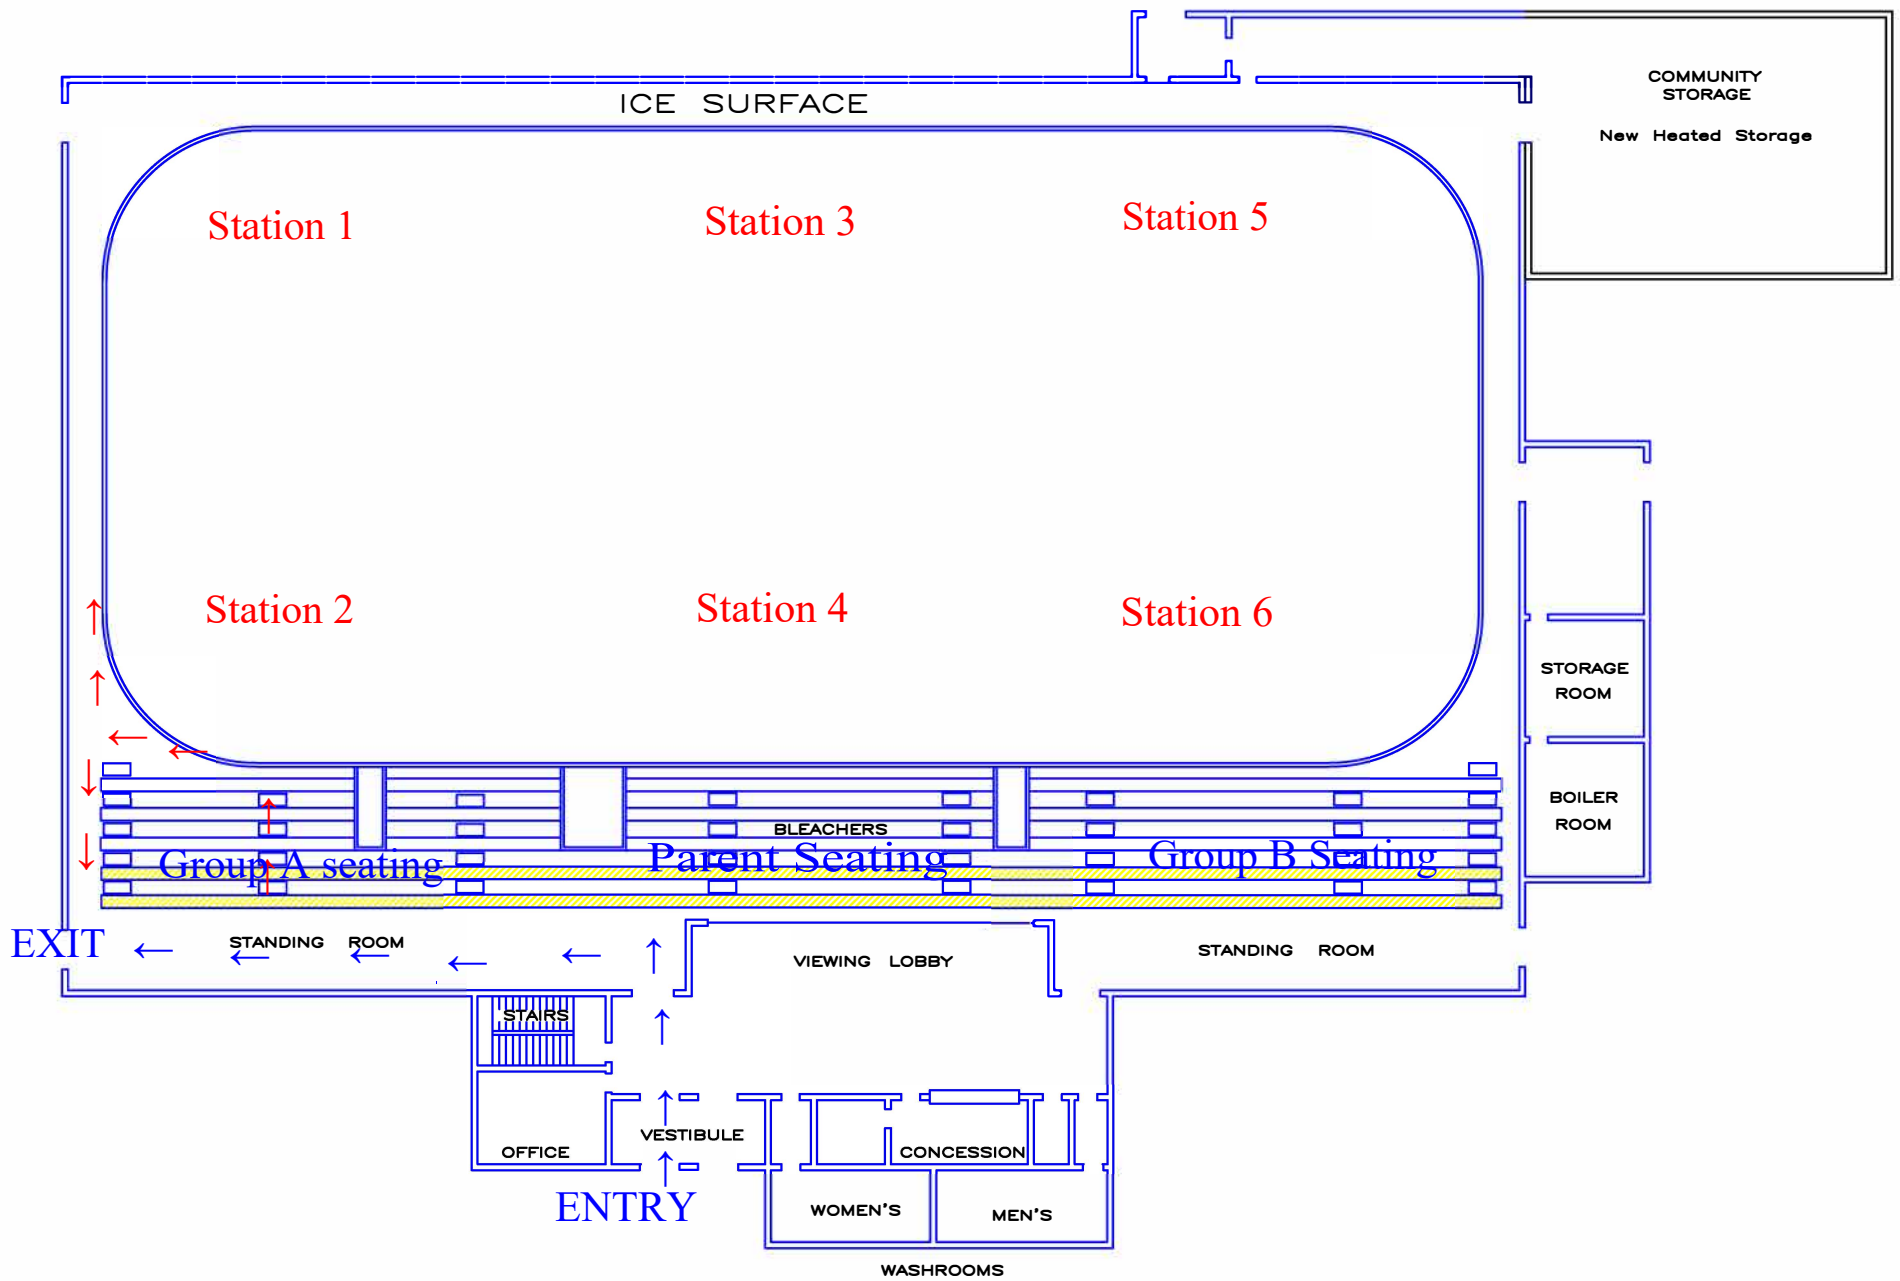 COMMUNITY
STORAGE
New Heated Storage
ICE SURFACE
Station 1
Station 3
Station 5
Station 2
Station 4
Station 6
STORAGE
ROOM
BOILER
ROOM
BLEACHERS
Group A seating
Parent Seating
Group B Seating
EXIT
STANDING ROOM
VIEWING LOBBY
STANDING ROOM
STAIRS
VESTIBULE
OFFICE
CONCESSION
ENTRY
WOMEN'S
MEN'S
WASHROOMS